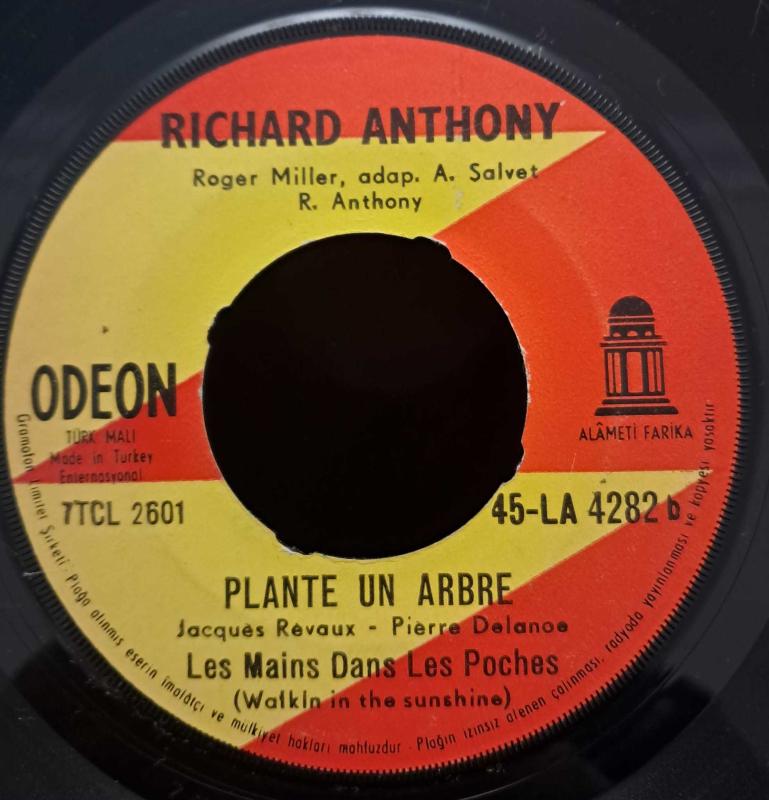 RICHARD ANTHONY
Roger Miller, adap. A. Salvet
R. Anthony
ODEON
TÜRK MALI
Made in Turkey
Enternasyonal
7TCL 2601
ALÂMETİ FARİKA
45-LA 4282 b
PLANTE UN ARBRE
Jacques Révaux - Pierre Delanoe
Les Mains Dans Les Poches
(Walkin in the sunshine)
Gramofon Limitet Şirketi - Plağa alınmış eserin imalâtçı ve mülkiyet hakları mahfuzdur - Plağın izinsiz alenen çalınması, radyoda yayınlanması ve kopyesi yasaktır